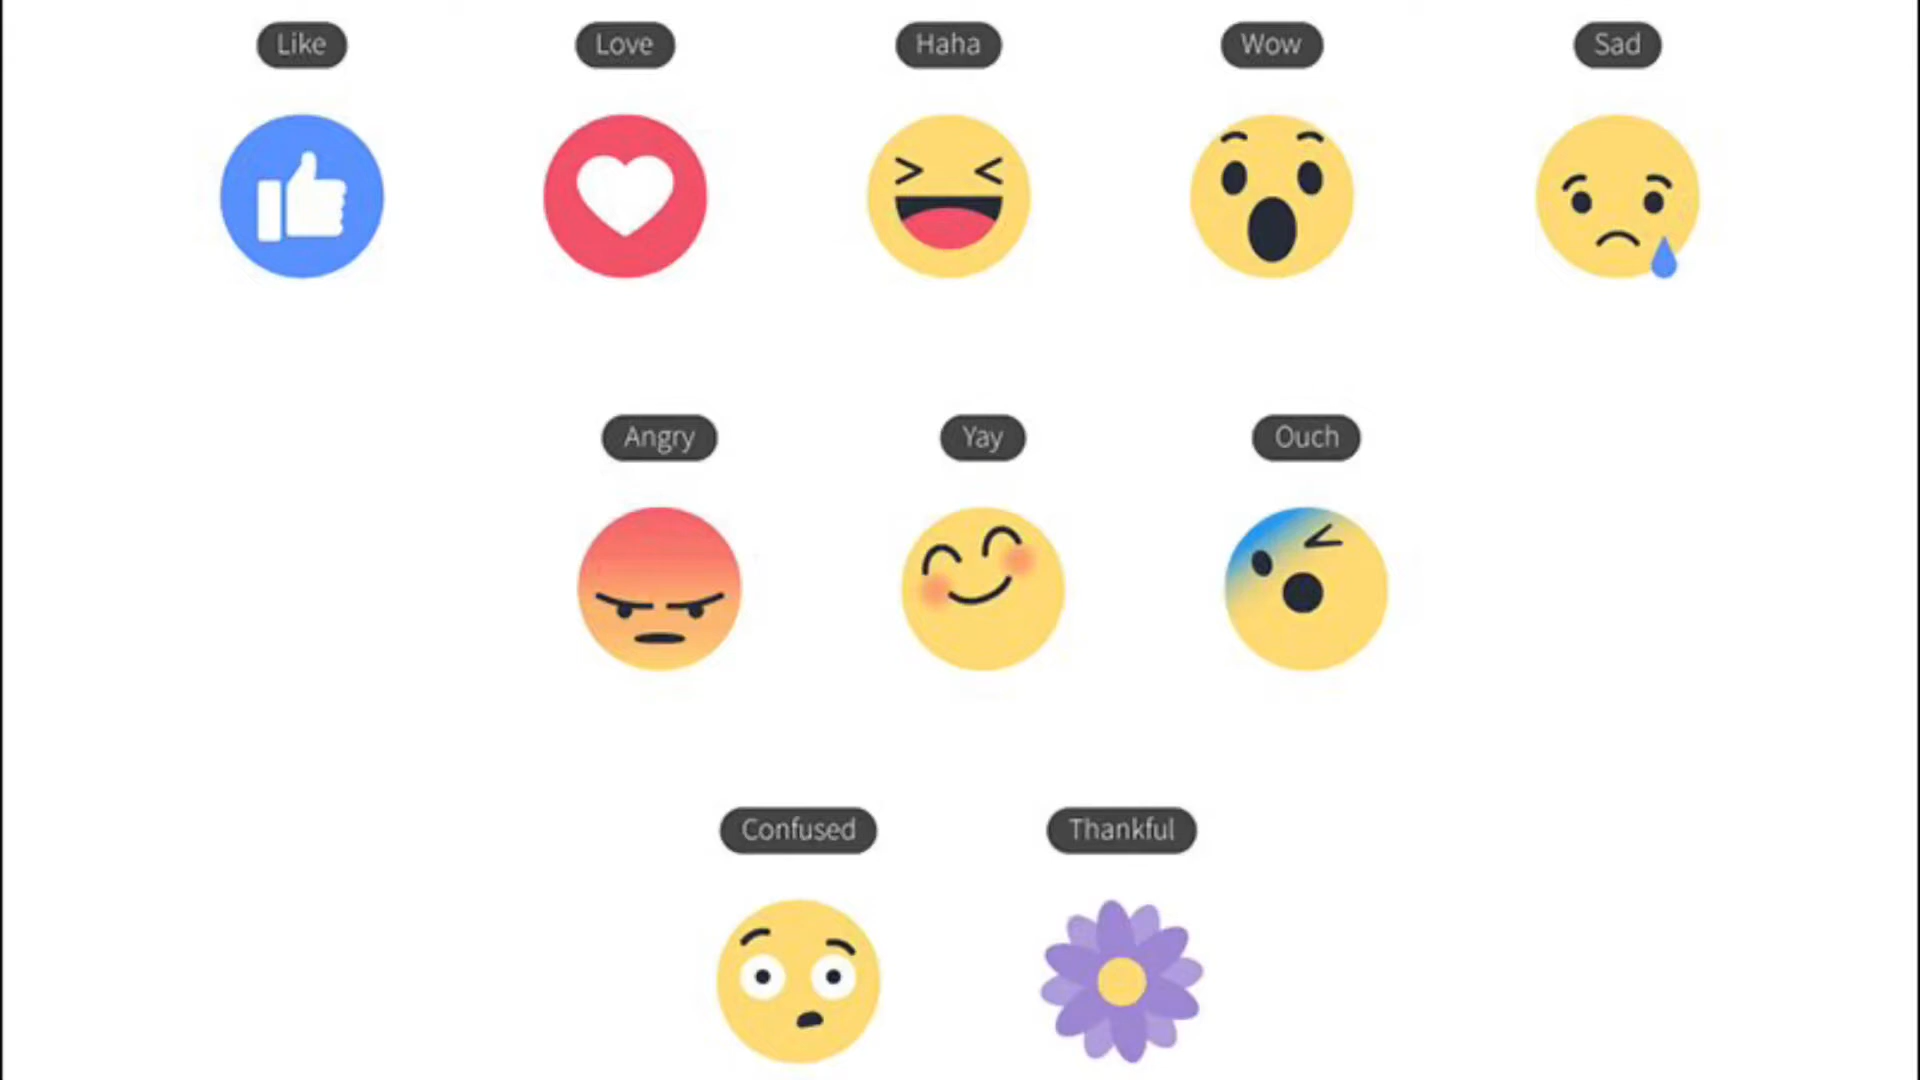 Like
Love
Haha
Wow
Sad
Angry
Yay
Ouch
Confused
Thankful